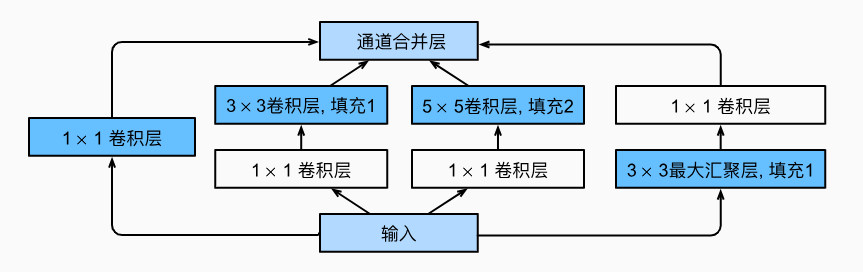 通道合并层
3 × 3卷积层, 填充1
5 × 5卷积层, 填充2
1 × 1 卷积层
1 × 1 卷积层
1 × 1 卷积层
1 × 1 卷积层
3 × 3最大汇聚层, 填充1
输入